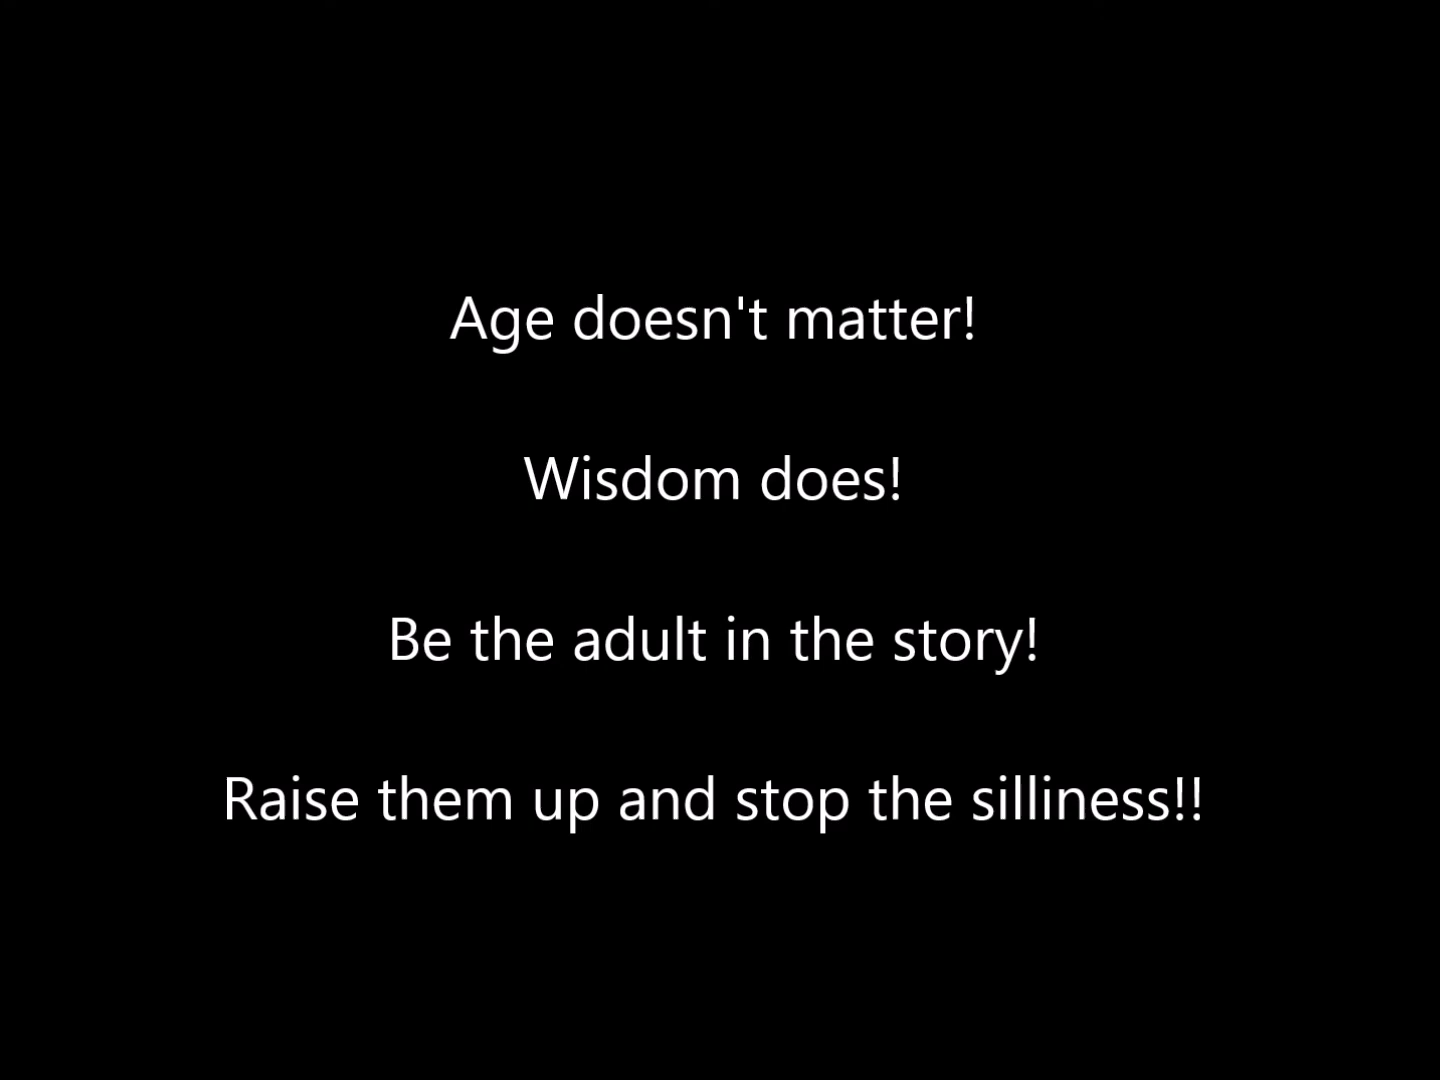 Age doesn't matter!
Wisdom does!
Be the adult in the story!
Raise them up and stop the silliness!!